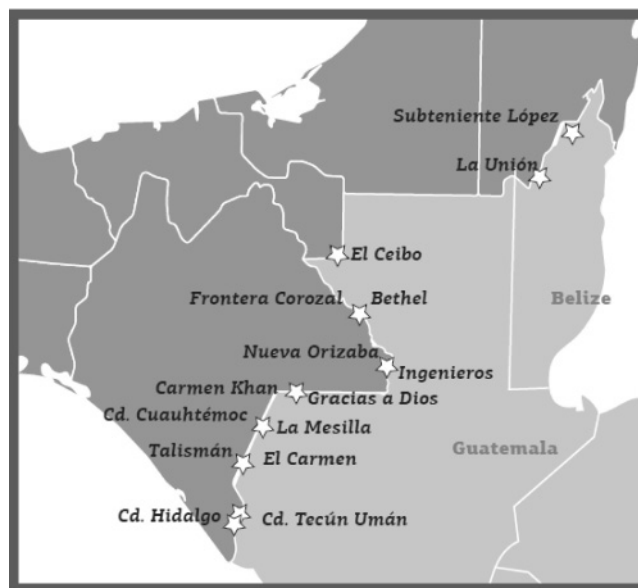 Subteniente López
La Unión
El Ceibo
Frontera Corozal Bethel
Belize
Nueva Orizaba
Ingenieros
Carmen Khan
Gracias a Dios
Cd. Cuauhtémoc
La Mesilla
Guatemala
Talismán
El Carmen
Cd. Hidalgo
Cd. Tecún Umán